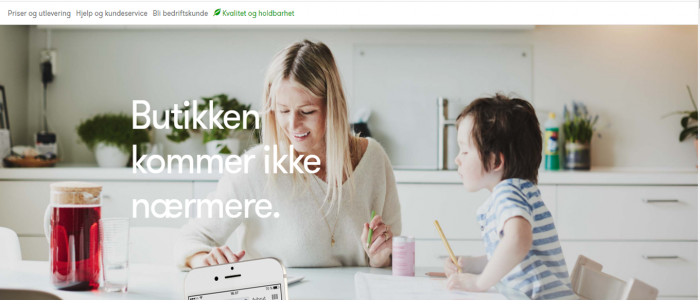 Priser og utlevering Hjelp og kundeservice Bli bedriftskunde Kvalitet og holdbarhet
Butikken
kommer ikke
nærmere.